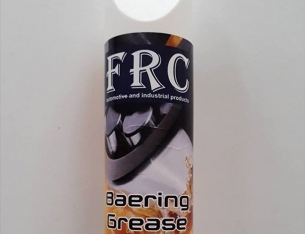 FRC
automotive and industrial products
Baering
Grease